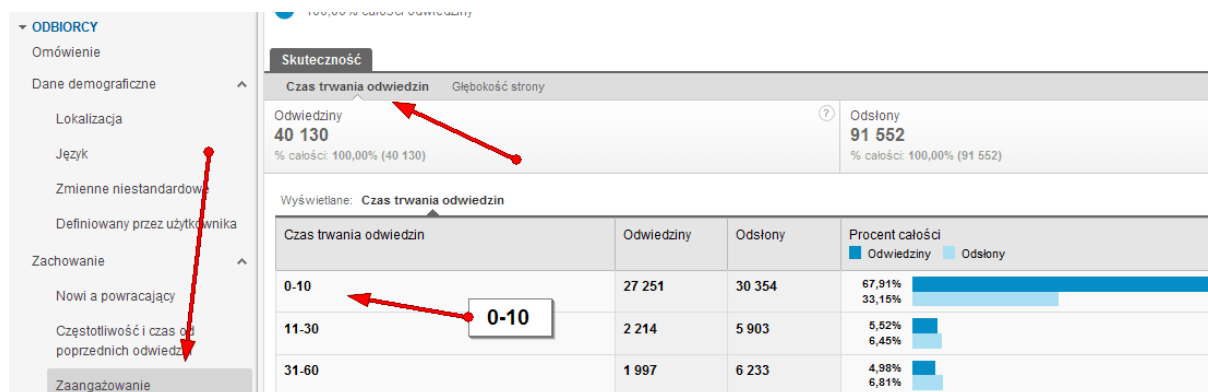 ODBIORCY
Omówienie
Dane demograficzne
Lokalizacja
Język
Zmienne niestandardowe
Definiowany przez użytkownika
Zachowanie
Nowi a powracający
Częstotliwość i czas od
poprzednich odwiedzin
Zaangażowanie
100,00% całości odwiedziny
Skuteczność
Czas trwania odwiedzin Głębokość strony
Odwiedziny ? Odsłony
40 130 91 552
% całości: 100,00% (40 130) % całości: 100,00% (91 552)
Wyświetlane: Czas trwania odwiedzin
Czas trwania odwiedzin Odwiedziny Odsłony Procent całości
Odwiedziny Odsłony
0-10 27 251 30 354 67,91%
33,15%
0-10
11-30 2 214 5 903 5,52%
6,45%
31-60 1 997 6 233 4,98%
6,81%